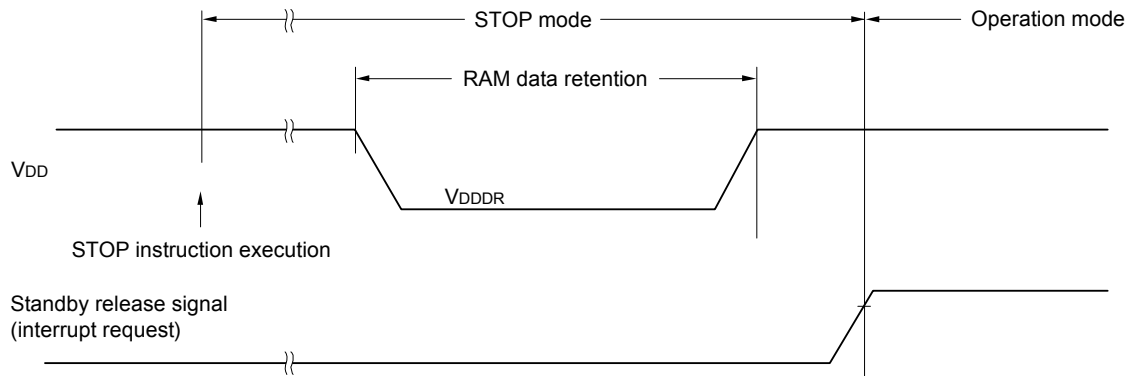 STOP mode
Operation mode
RAM data retention
VDD
VDDDR
STOP instruction execution
Standby release signal
(interrupt request)